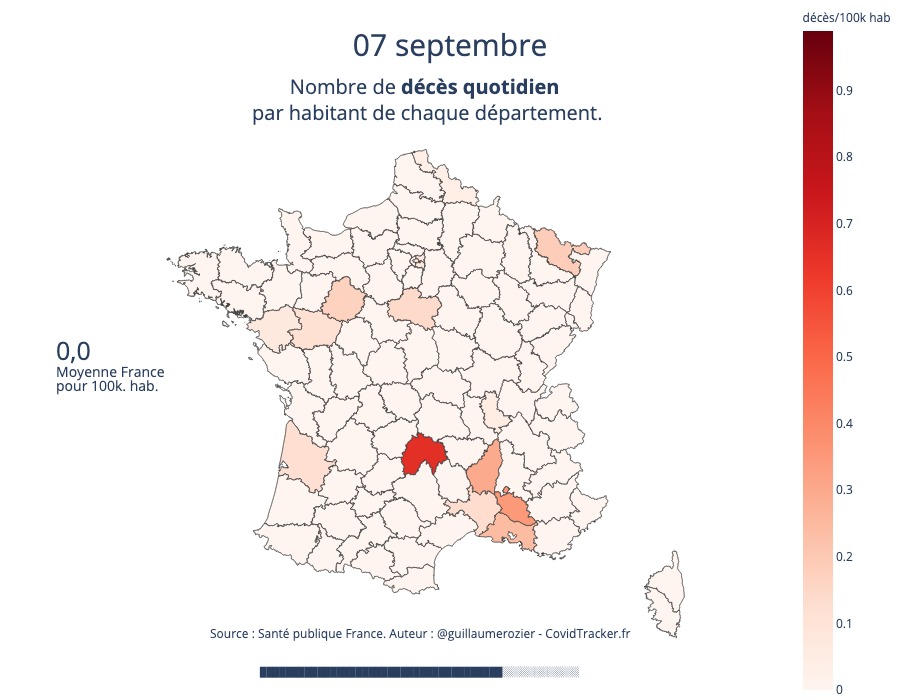 décès/100k hab
07 septembre
Nombre de décès quotidien
par habitant de chaque département.
0.9
0.8
0.7
0.6
0.5
0.4
0.3
0.2
0.1
0
0,0
Moyenne France
pour 100k. hab.
Source : Santé publique France. Auteur : @guillaumerozier - CovidTracker.fr